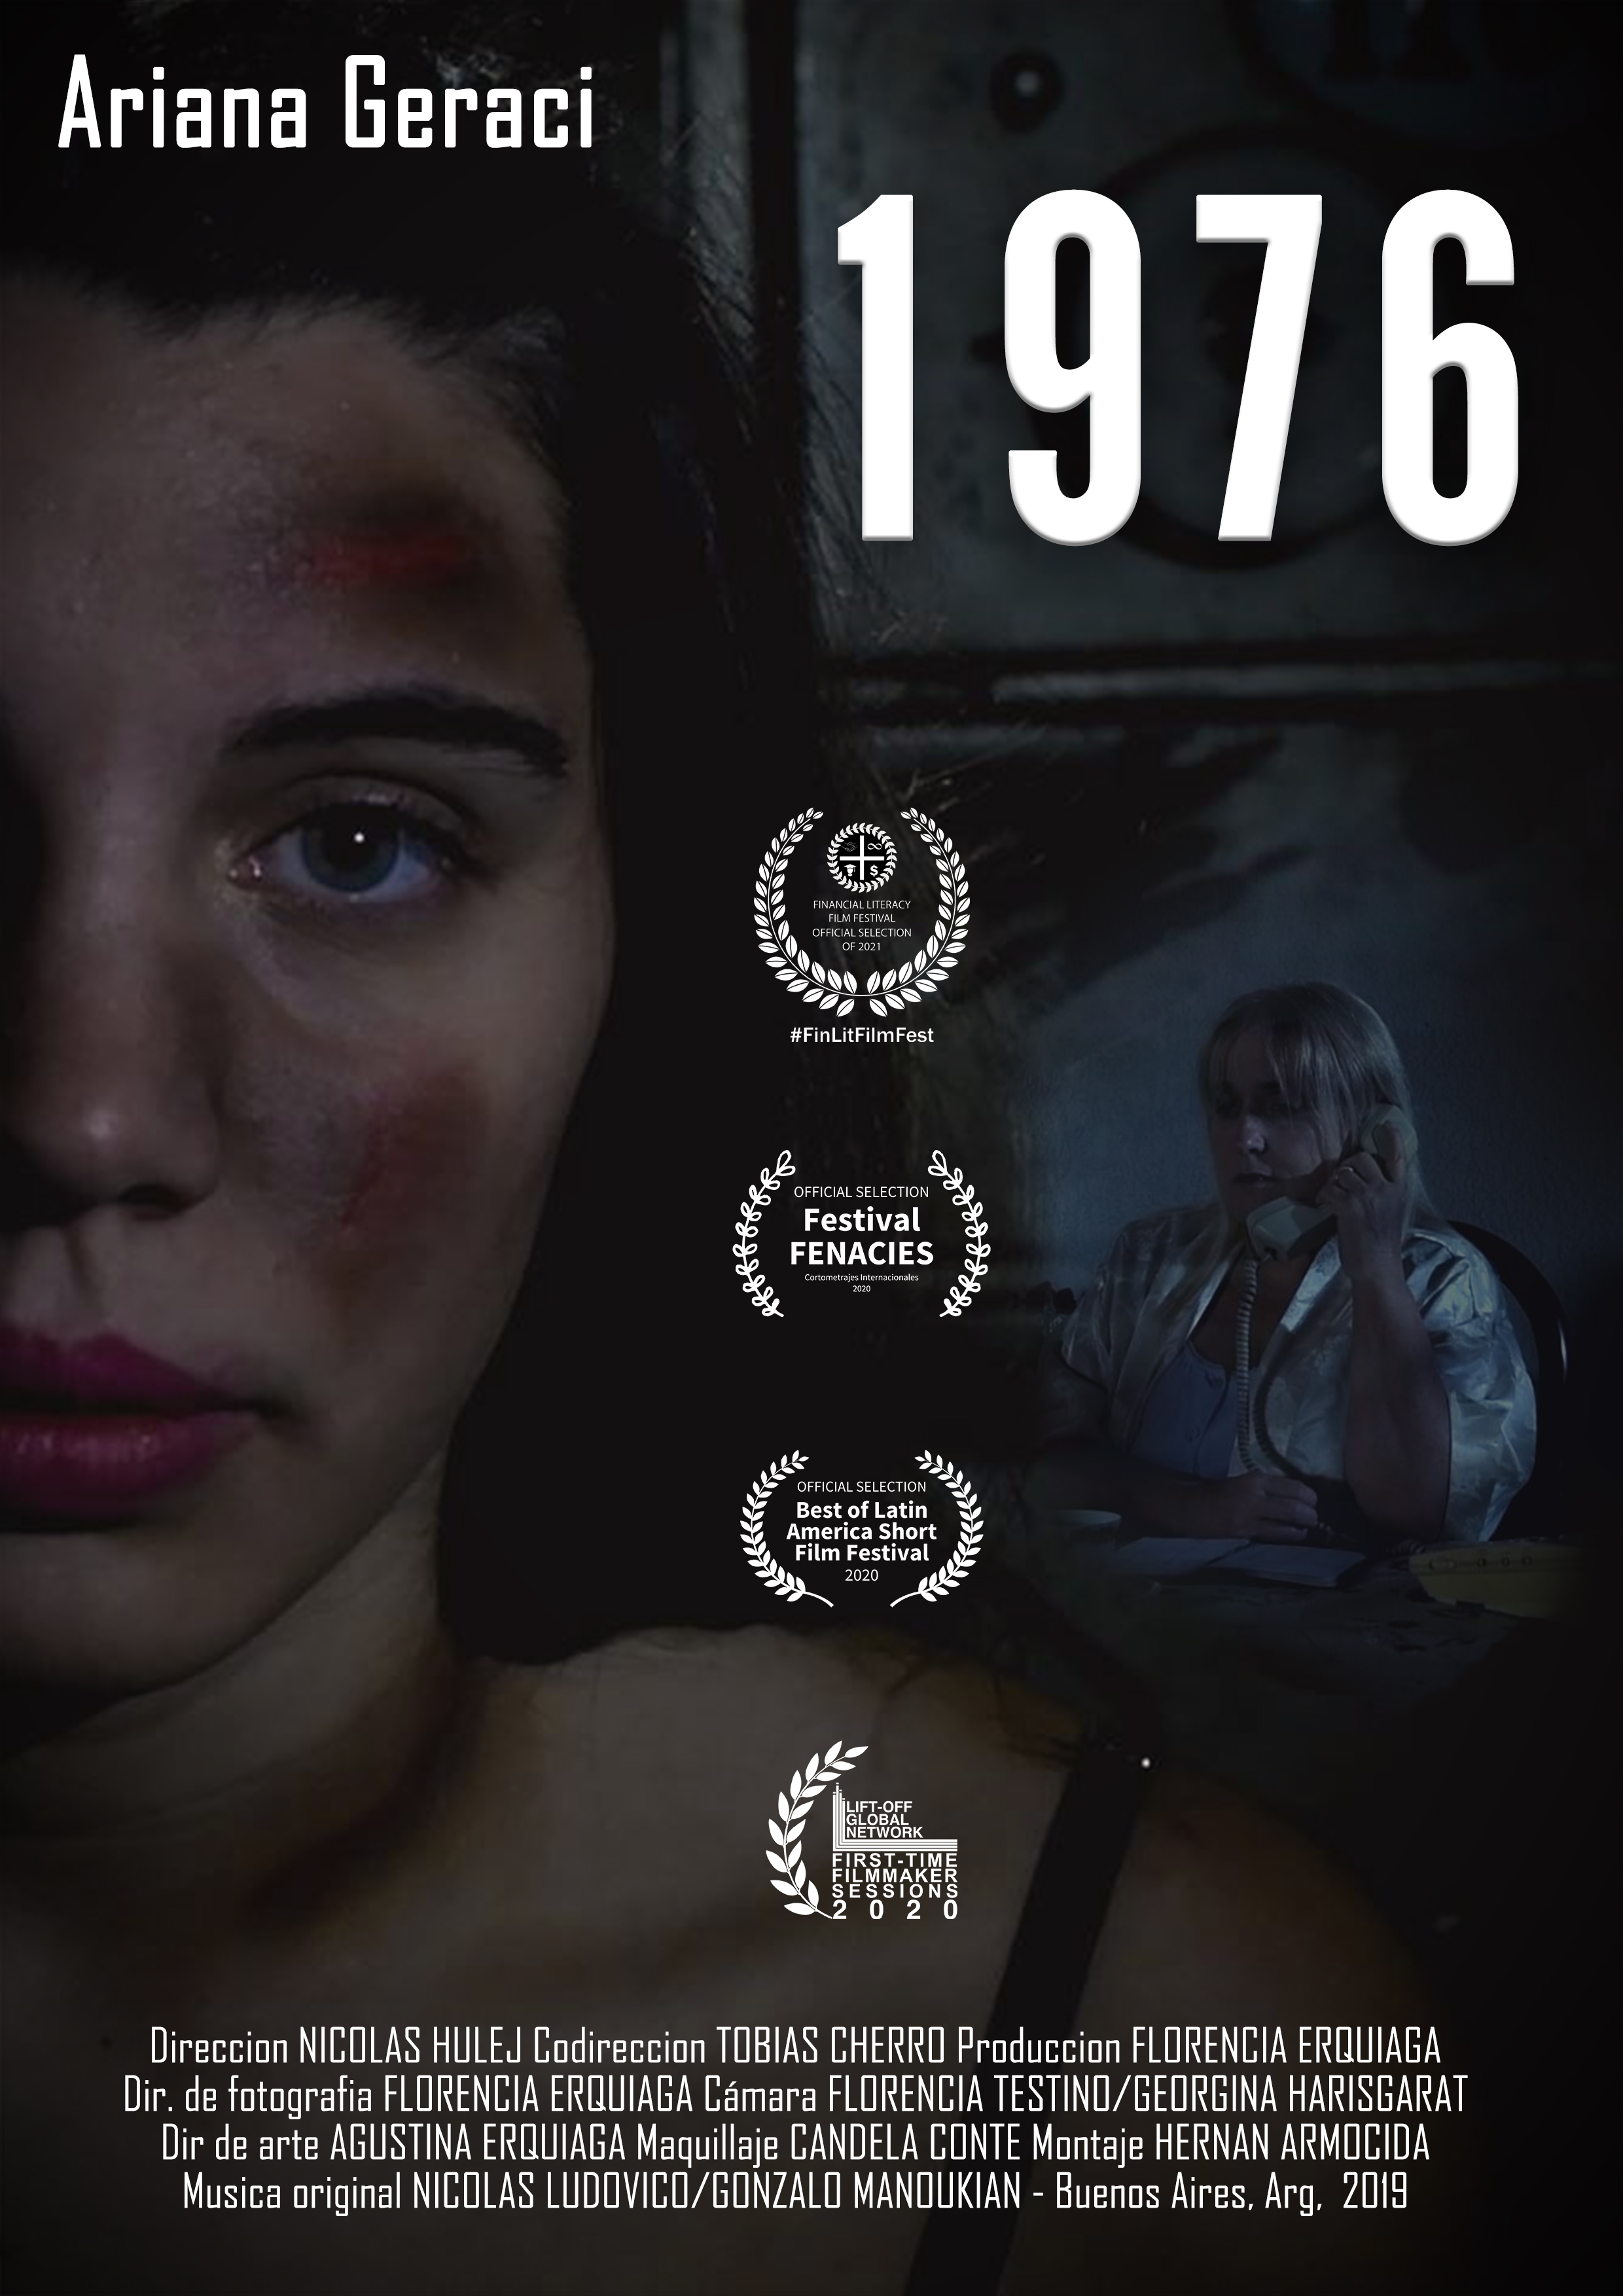 Ariana Geraci
1976
FINANCIAL LITERACY
FILM FESTIVAL
OFFICIAL SELECTION
OF 2021
#FinLitFilmFest
OFFICIAL SELECTION
Festival
FENACIES
Cortometrajes Internacionales
2020
OFFICIAL SELECTION
Best of Latin
America Short
Film Festival
2020
LIFT-OFF
GLOBAL
NETWORK
FIRST-TIME
FILMMAKER
SESSIONS
2020
Direccion NICOLAS HULEJ Codireccion TOBIAS CHERRO Produccion FLORENCIA ERQUIAGA
Dir. de fotografia FLORENCIA ERQUIAGA Cámara FLORENCIA TESTINO/GEORGINA HARISGARAT
Dir de arte AGUSTINA ERQUIAGA Maquillaje CANDELA CONTE Montaje HERNAN ARMOCIDA
Musica original NICOLAS LUDOVICO/GONZALO MANOUKIAN - Buenos Aires, Arg, 2019